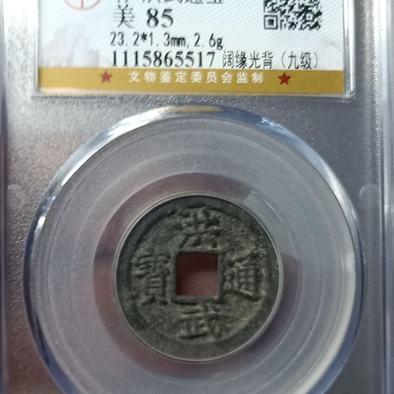 美 85
23.2*1.3mm,2.6g
1115865517 阔缘光背（九级）
文物鉴定委员会监制
洪武通寶